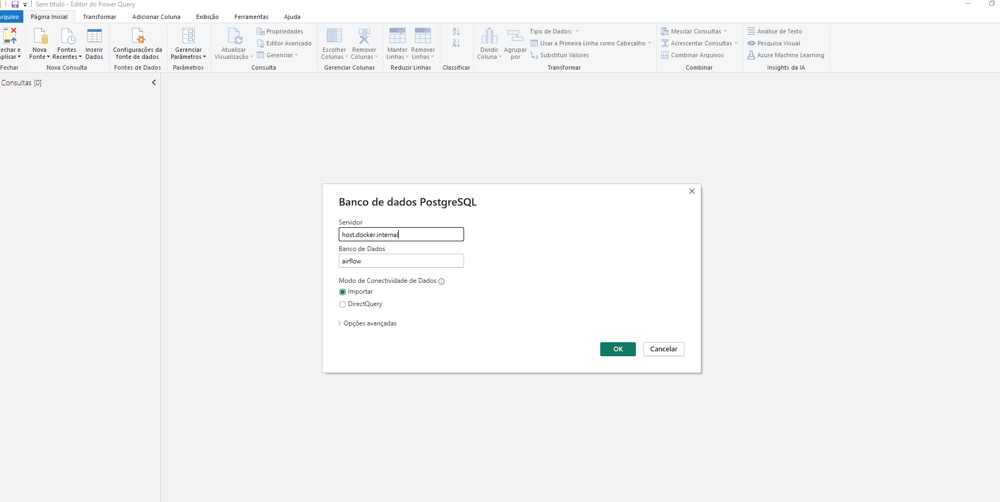 Sem título - Editor do Power Query
Arquivo Página Inicial Transformar Adicionar Coluna Exibição Ferramentas Ajuda
Fechar e Aplicar
Fechar
Nova Fonte
Fontes Recentes
Inserir Dados
Nova Consulta
Configurações da fonte de dados
Fontes de Dados
Gerenciar Parâmetros
Parâmetros
Atualizar Visualização
Propriedades
Editor Avançado
Gerenciar
Consulta
Escolher Colunas
Remover Colunas
Gerenciar Colunas
Manter Linhas
Remover Linhas
Reduzir Linhas
A
Z
Z
A
Classificar
Dividir Coluna
Agrupar por
Tipo de Dados:
Usar a Primeira Linha como Cabeçalho
Substituir Valores
Transformar
Mesclar Consultas
Acrescentar Consultas
Combinar Arquivos
Combinar
Análise de Texto
Pesquisa Visual
Azure Machine Learning
Insights da IA
Consultas [0]
Banco de dados PostgreSQL
Servidor
host.docker.internal
Banco de Dados
airflow
Modo de Conectividade de Dados
Importar
DirectQuery
Opções avançadas
OK Cancelar